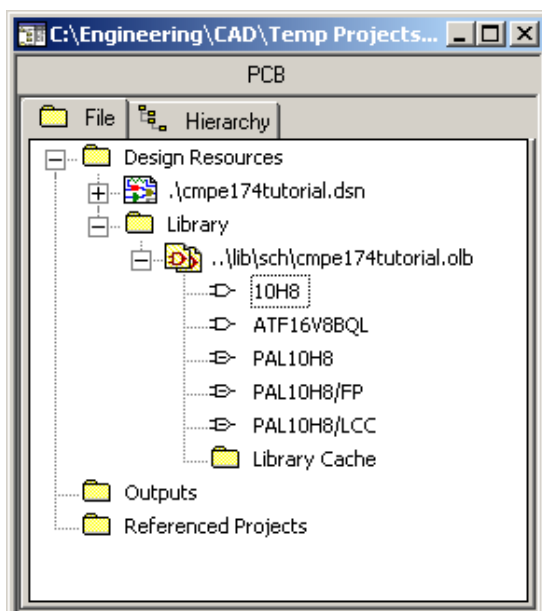 C:\Engineering\CAD\Temp Projects...
PCB
File Hierarchy
Design Resources
.\cmpe174tutorial.dsn
Library
..\lib\sch\cmpe174tutorial.olb
10H8
ATF16V8BQL
PAL10H8
PAL10H8/FP
PAL10H8/LCC
Library Cache
Outputs
Referenced Projects